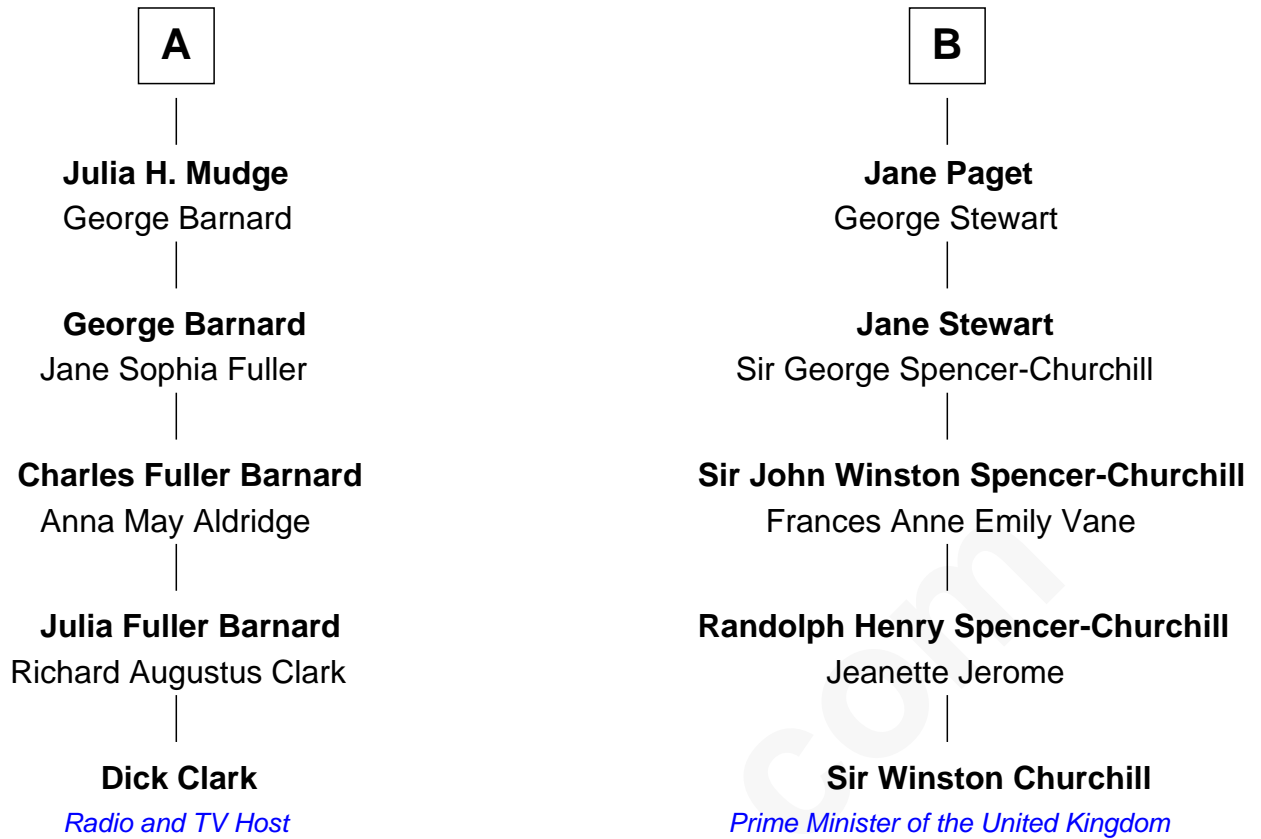 A
Julia H. Mudge
George Barnard
George Barnard
Jane Sophia Fuller
Charles Fuller Barnard
Anna May Aldridge
Julia Fuller Barnard
Richard Augustus Clark
Dick Clark
Radio and TV Host
B
Jane Paget
George Stewart
Jane Stewart
Sir George Spencer-Churchill
Sir John Winston Spencer-Churchill
Frances Anne Emily Vane
Randolph Henry Spencer-Churchill
Jeanette Jerome
Sir Winston Churchill
Prime Minister of the United Kingdom
com